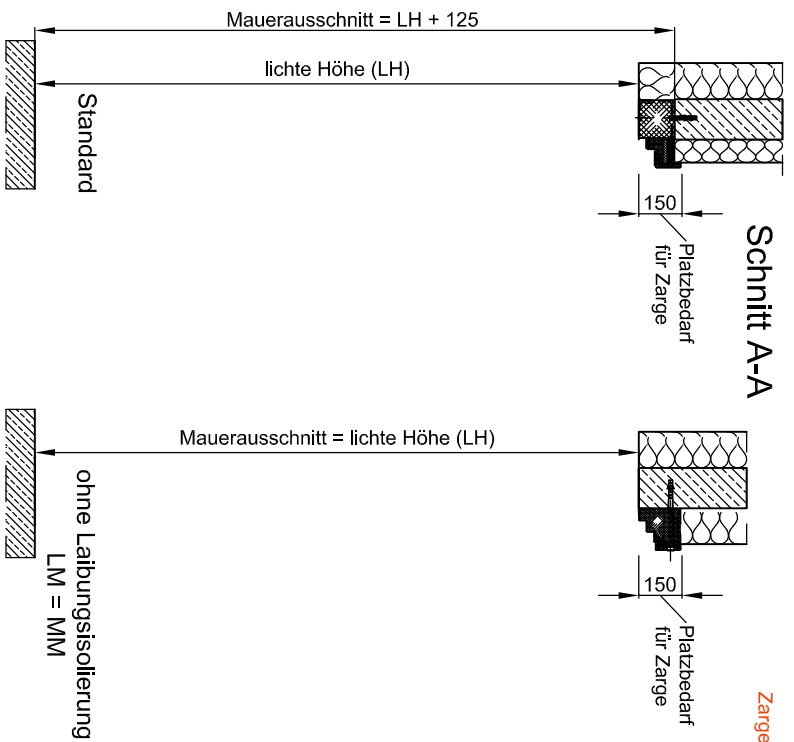 Mauerausschnitt = LH + 125
lichte Höhe (LH)
Standard
150
Platzbedarf
für Zarge
Schnitt A-A
Mauerausschnitt = lichte Höhe (LH)
ohne Laibungsisolierung
LM = MM
150
Platzbedarf
für Zarge
Zarge